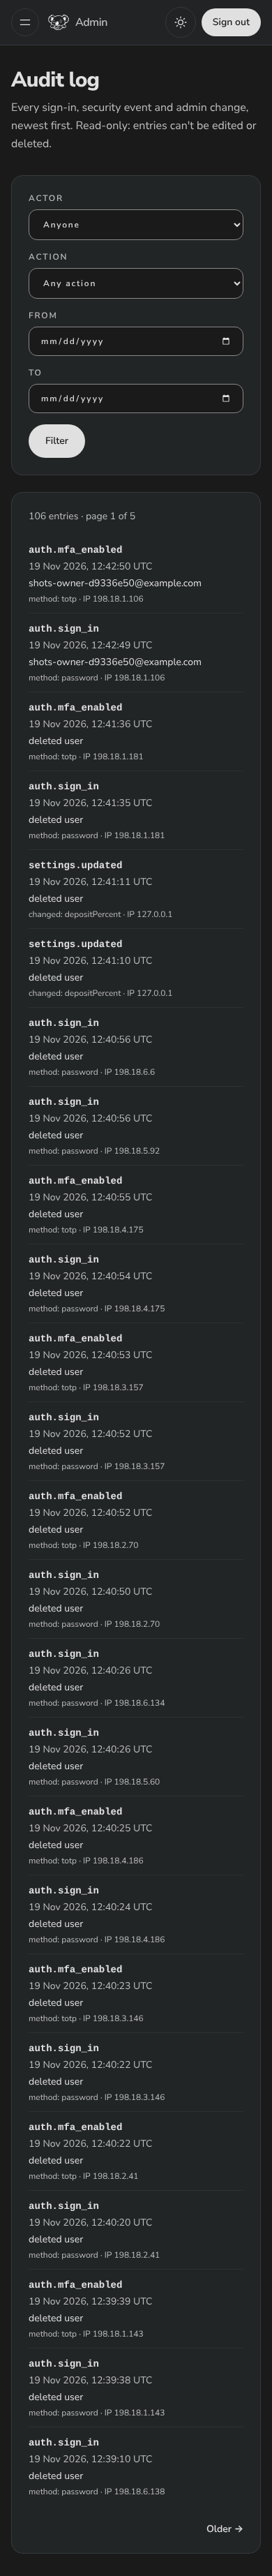 Admin
Sign out
Audit log
Every sign-in, security event and admin change,
newest first. Read-only: entries can't be edited or
deleted.
ACTOR
Anyone
ACTION
Any action
FROM
mm/dd/yyyy
TO
mm/dd/yyyy
Filter
106 entries · page 1 of 5
auth.mfa_enabled
19 Nov 2026, 12:42:50 UTC
shots-owner-d9336e50@example.com
method: totp · IP 198.18.1.106
auth.sign_in
19 Nov 2026, 12:42:49 UTC
shots-owner-d9336e50@example.com
method: password · IP 198.18.1.106
auth.mfa_enabled
19 Nov 2026, 12:41:36 UTC
deleted user
method: totp · IP 198.18.1.181
auth.sign_in
19 Nov 2026, 12:41:35 UTC
deleted user
method: password · IP 198.18.1.181
settings.updated
19 Nov 2026, 12:41:11 UTC
deleted user
changed: depositPercent · IP 127.0.0.1
settings.updated
19 Nov 2026, 12:41:10 UTC
deleted user
changed: depositPercent · IP 127.0.0.1
auth.sign_in
19 Nov 2026, 12:40:56 UTC
deleted user
method: password · IP 198.18.6.6
auth.sign_in
19 Nov 2026, 12:40:56 UTC
deleted user
method: password · IP 198.18.5.92
auth.mfa_enabled
19 Nov 2026, 12:40:55 UTC
deleted user
method: totp · IP 198.18.4.175
auth.sign_in
19 Nov 2026, 12:40:54 UTC
deleted user
method: password · IP 198.18.4.175
auth.mfa_enabled
19 Nov 2026, 12:40:53 UTC
deleted user
method: totp · IP 198.18.3.157
auth.sign_in
19 Nov 2026, 12:40:52 UTC
deleted user
method: password · IP 198.18.3.157
auth.mfa_enabled
19 Nov 2026, 12:40:52 UTC
deleted user
method: totp · IP 198.18.2.70
auth.sign_in
19 Nov 2026, 12:40:50 UTC
deleted user
method: password · IP 198.18.2.70
auth.sign_in
19 Nov 2026, 12:40:26 UTC
deleted user
method: password · IP 198.18.6.134
auth.sign_in
19 Nov 2026, 12:40:26 UTC
deleted user
method: password · IP 198.18.5.60
auth.mfa_enabled
19 Nov 2026, 12:40:25 UTC
deleted user
method: totp · IP 198.18.4.186
auth.sign_in
19 Nov 2026, 12:40:24 UTC
deleted user
method: password · IP 198.18.4.186
auth.mfa_enabled
19 Nov 2026, 12:40:23 UTC
deleted user
method: totp · IP 198.18.3.146
auth.sign_in
19 Nov 2026, 12:40:22 UTC
deleted user
method: password · IP 198.18.3.146
auth.mfa_enabled
19 Nov 2026, 12:40:22 UTC
deleted user
method: totp · IP 198.18.2.41
auth.sign_in
19 Nov 2026, 12:40:20 UTC
deleted user
method: password · IP 198.18.2.41
auth.mfa_enabled
19 Nov 2026, 12:39:39 UTC
deleted user
method: totp · IP 198.18.1.143
auth.sign_in
19 Nov 2026, 12:39:38 UTC
deleted user
method: password · IP 198.18.1.143
auth.sign_in
19 Nov 2026, 12:39:10 UTC
deleted user
method: password · IP 198.18.6.138
Older →